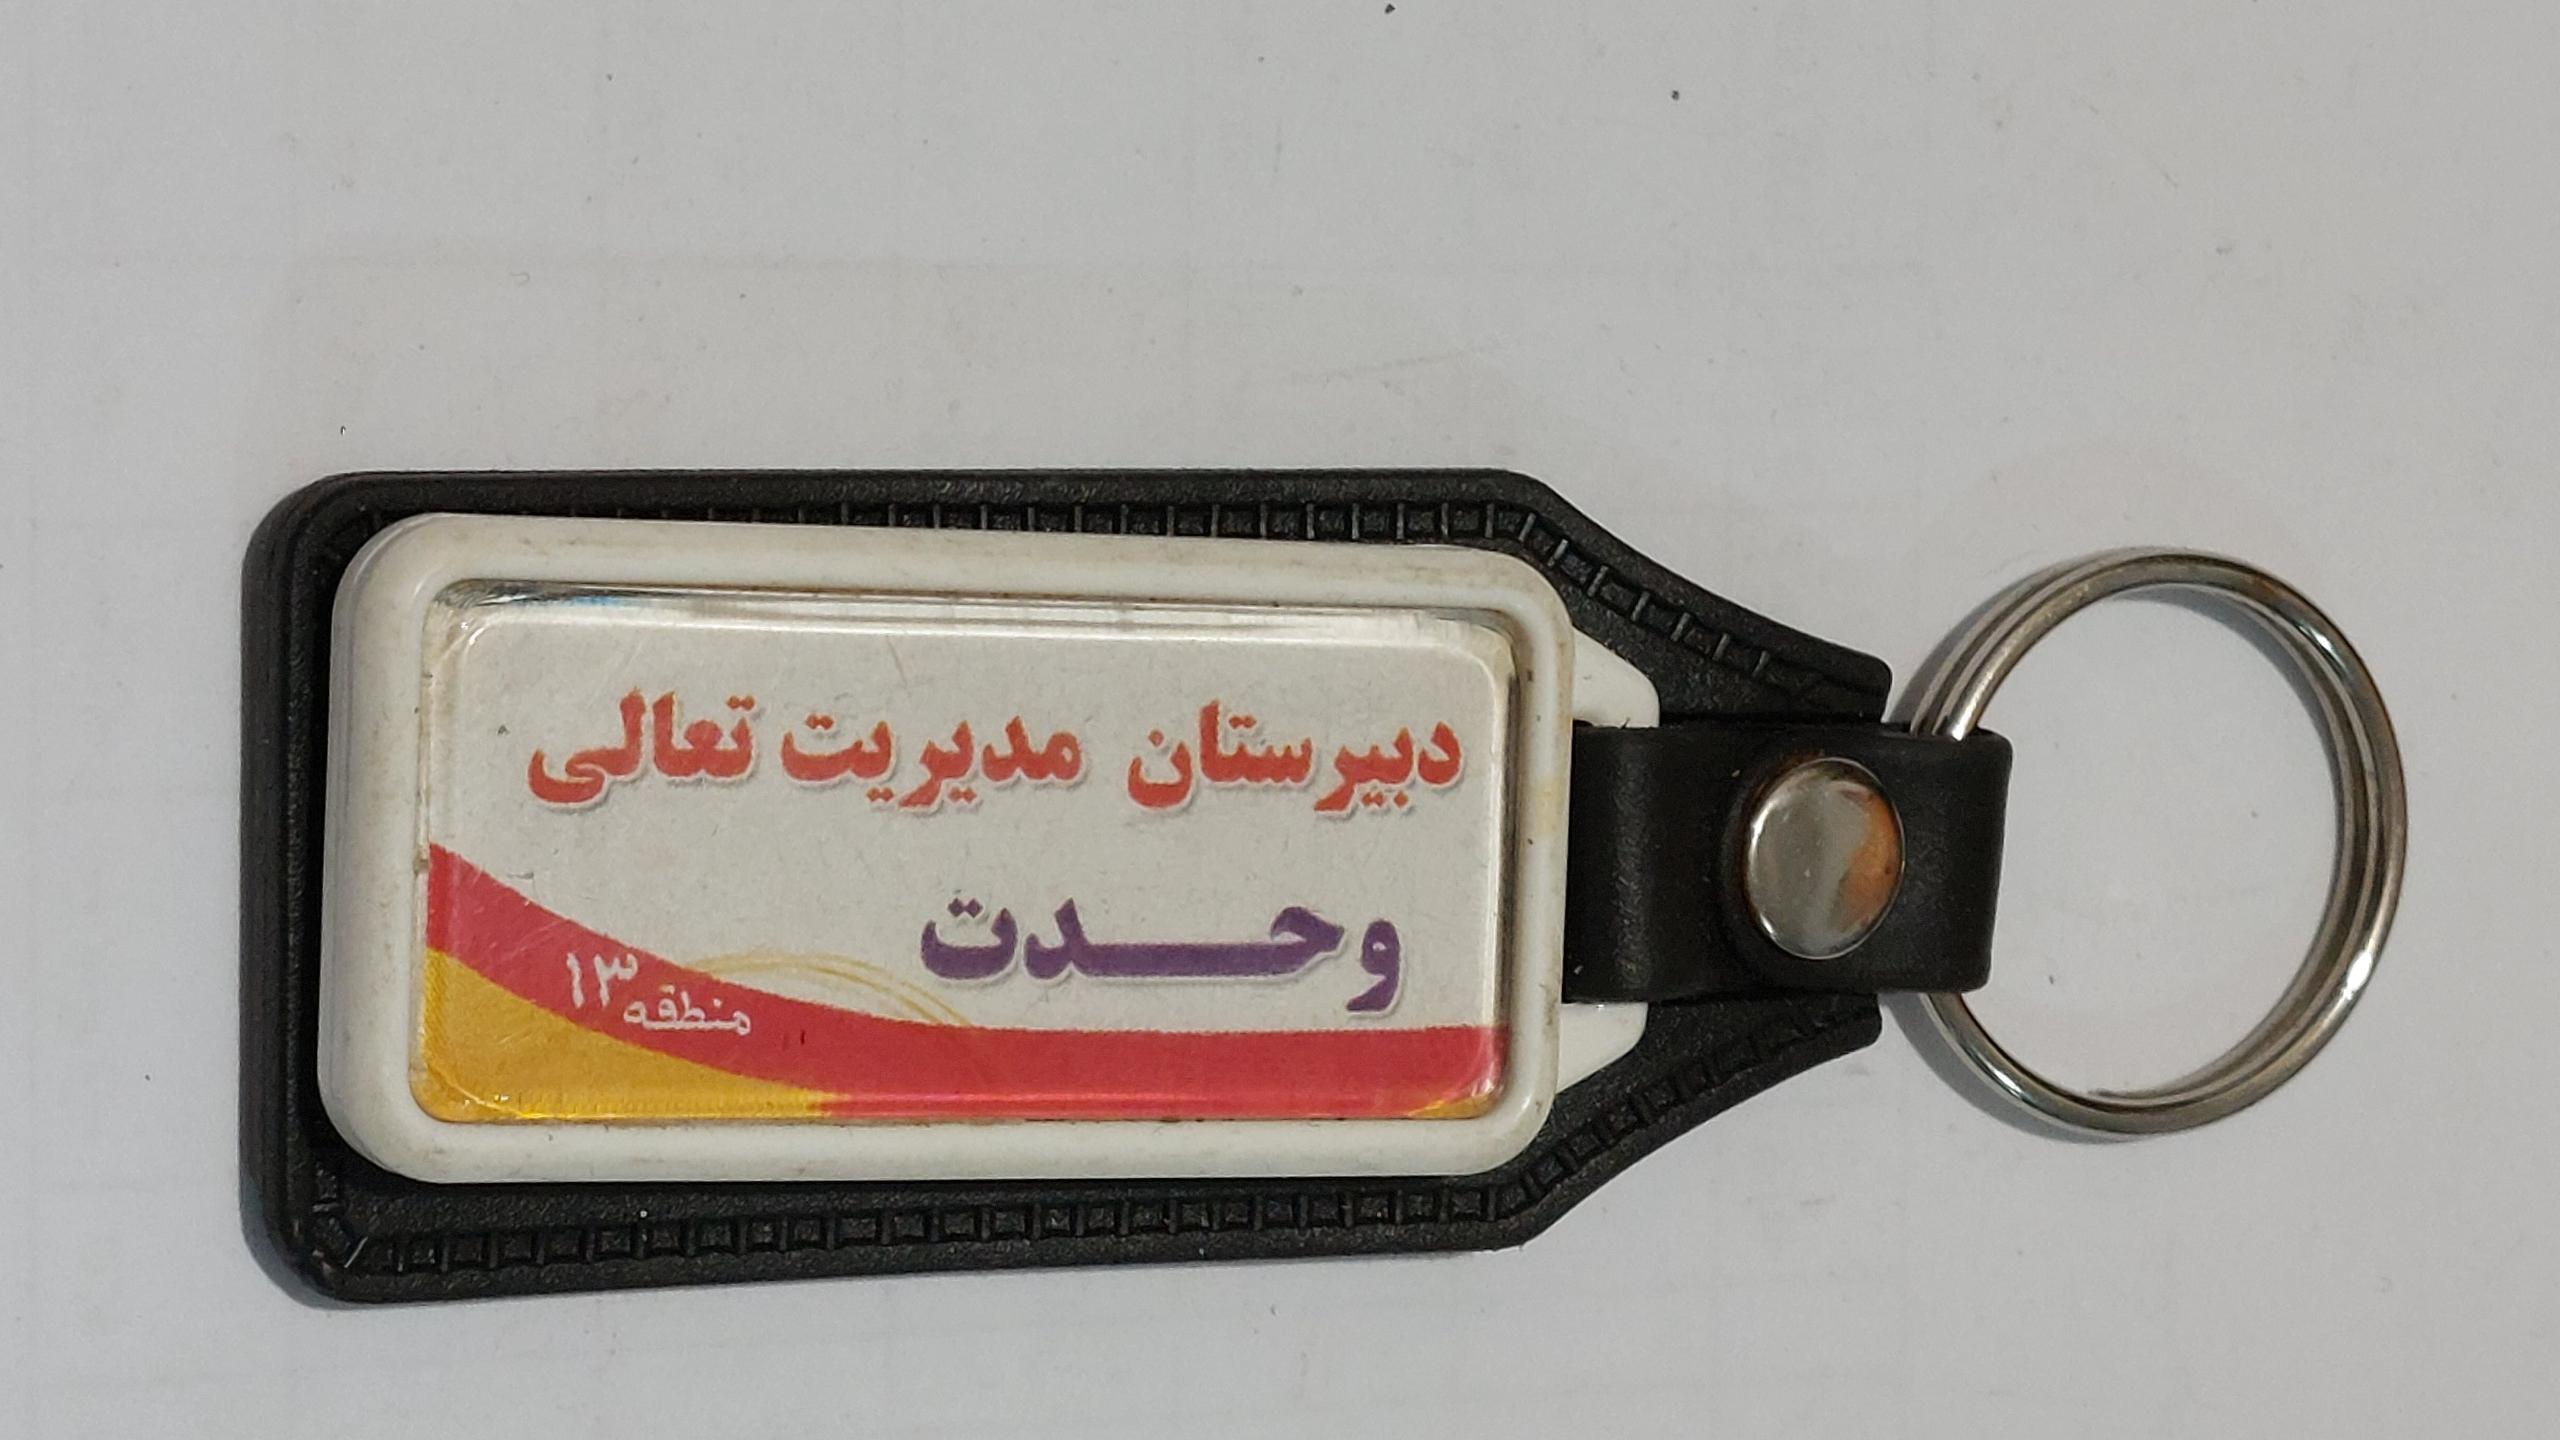 دبیرستان مدیریت تعالی
وحدت
منطقه ۱۳